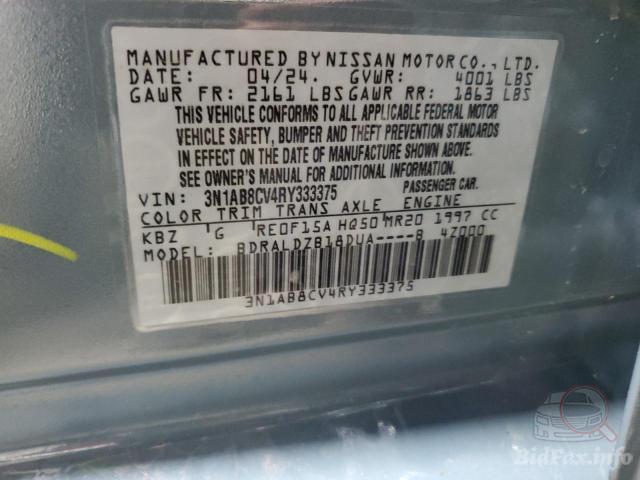 MANUFACTURED BY NISSAN MOTOR CO., LTD.
DATE: 04/24. GVWR: 4001 LBS
GAWR FR: 2161 LBS GAWR RR: 1863 LBS
THIS VEHICLE CONFORMS TO ALL APPLICABLE FEDERAL MOTOR
VEHICLE SAFETY, BUMPER AND THEFT PREVENTION STANDARDS
IN EFFECT ON THE DATE OF MANUFACTURE SHOWN ABOVE.
SEE OWNER'S MANUAL FOR ADDITIONAL INFORMATION.
VIN: 3N1AB8CV4RY333375 PASSENGER CAR.
COLOR TRIM TRANS AXLE ENGINE
KBZ G RE0F15A HQ50 MR20 1997 CC
MODEL: BDRALDZB18DUA----B 4Z000
3N1AB8CV4RY333375
BidFax.info